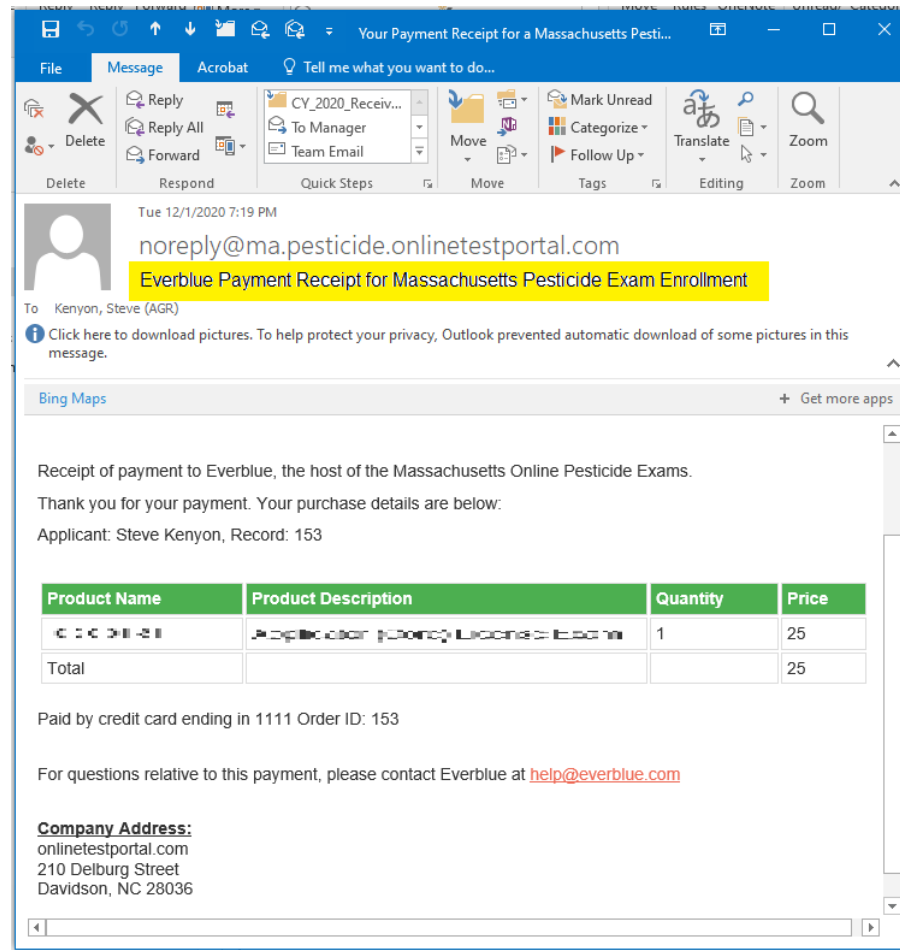 Your Payment Receipt for a Massachusetts Pesti...
File Message Acrobat Tell me what you want to do...
Delete
Reply
Reply All
Forward
CY_2020_Receiv...
To Manager
Team Email
Move
Mark Unread
Categorize
Follow Up
Translate
Zoom
Delete Respond Quick Steps Move Tags Editing Zoom
Tue 12/1/2020 7:19 PM
noreply@ma.pesticide.onlinetestportal.com
Everblue Payment Receipt for Massachusetts Pesticide Exam Enrollment
To Kenyon, Steve (AGR)
Click here to download pictures. To help protect your privacy, Outlook prevented automatic download of some pictures in this
message.
Bing Maps + Get more apps
Receipt of payment to Everblue, the host of the Massachusetts Online Pesticide Exams.
Thank you for your payment. Your purchase details are below:
Applicant: Steve Kenyon, Record: 153
Product Name Product Description Quantity Price
1 25
Total 25
Paid by credit card ending in 1111 Order ID: 153
For questions relative to this payment, please contact Everblue at help@everblue.com
Company Address:
onlinetestportal.com
210 Delburg Street
Davidson, NC 28036